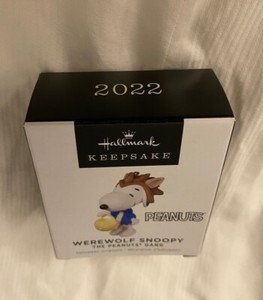 2022
Hallmark
KEEPSAKE
PEANUTS
WEREWOLF SNOOPY
THE PEANUTS® GANG